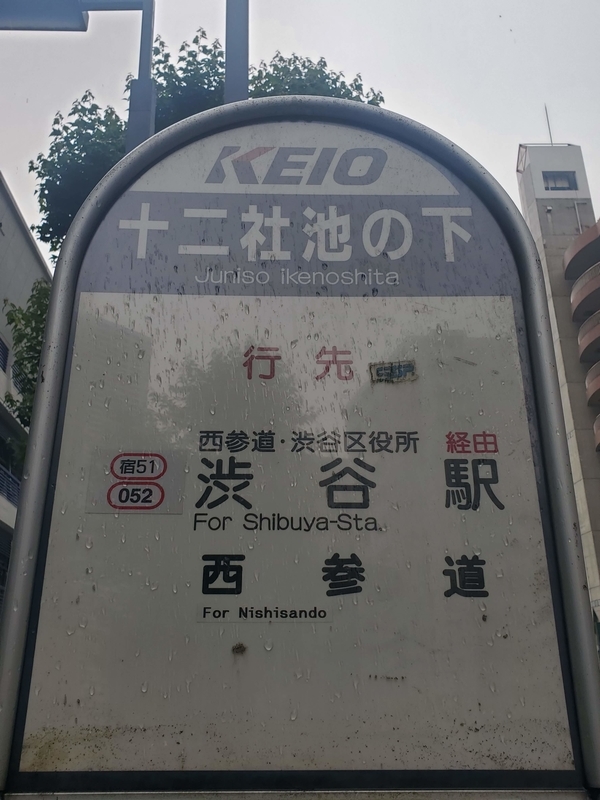 KEIO
十二社池の下
Juniso ikenoshita
行先
西参道・渋谷区役所 経由
宿51
052
渋谷駅
For Shibuya-Sta.
西参道
For Nishisando